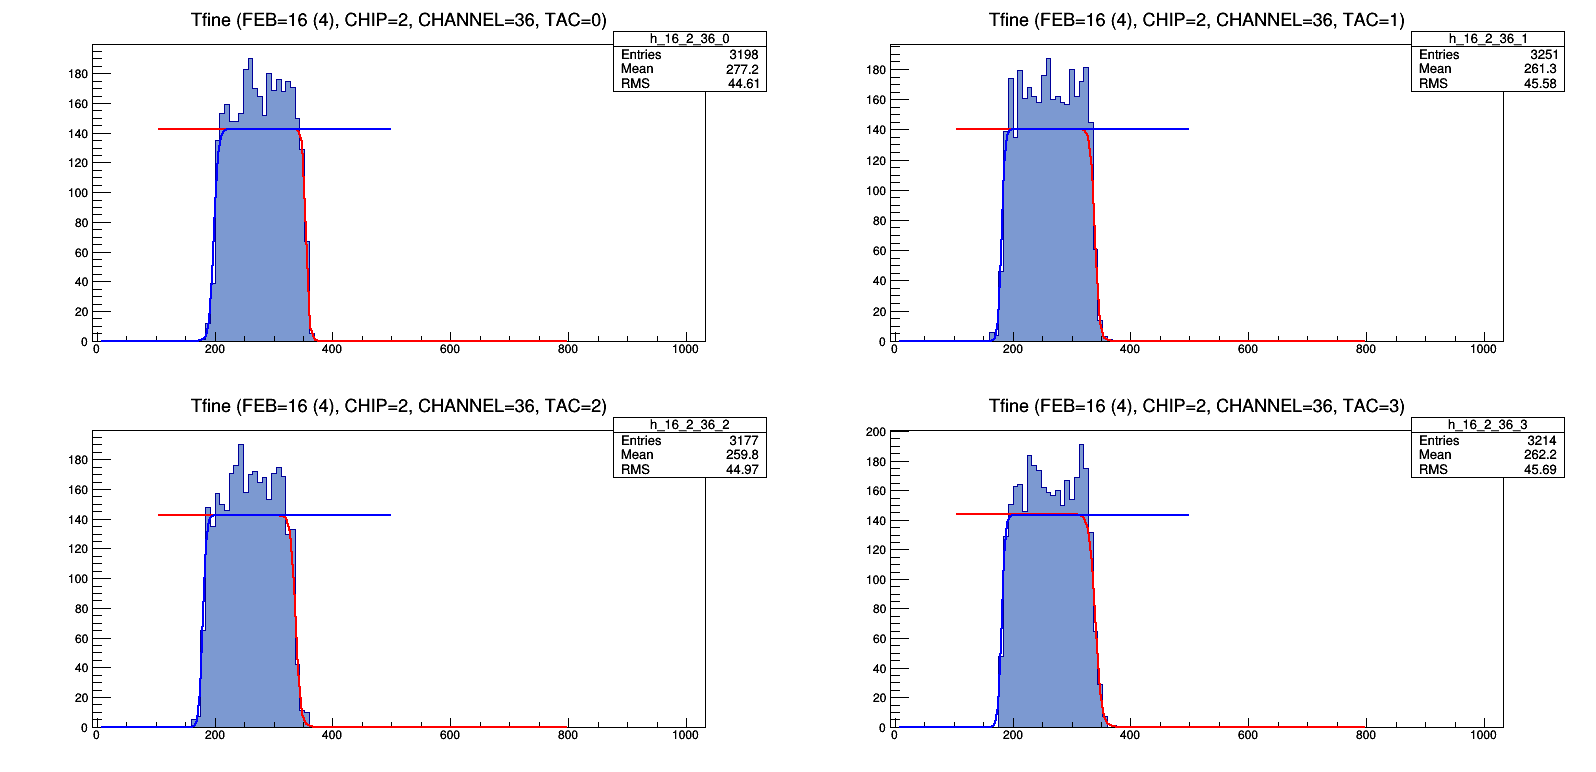 Tfine (FEB=16 (4), CHIP=2, CHANNEL=36, TAC=0)
h_16_2_36_0
Entries 3198
Mean 277.2
RMS 44.61
180
160
140
120
100
80
60
40
20
0
0 200 400 600 800 1000
Tfine (FEB=16 (4), CHIP=2, CHANNEL=36, TAC=1)
h_16_2_36_1
Entries 3251
Mean 261.3
RMS 45.58
180
160
140
120
100
80
60
40
20
0
0 200 400 600 800 1000
Tfine (FEB=16 (4), CHIP=2, CHANNEL=36, TAC=2)
h_16_2_36_2
Entries 3177
Mean 259.8
RMS 44.97
180
160
140
120
100
80
60
40
20
0
0 200 400 600 800 1000
Tfine (FEB=16 (4), CHIP=2, CHANNEL=36, TAC=3)
h_16_2_36_3
Entries 3214
Mean 262.2
RMS 45.69
200
180
160
140
120
100
80
60
40
20
0
0 200 400 600 800 1000